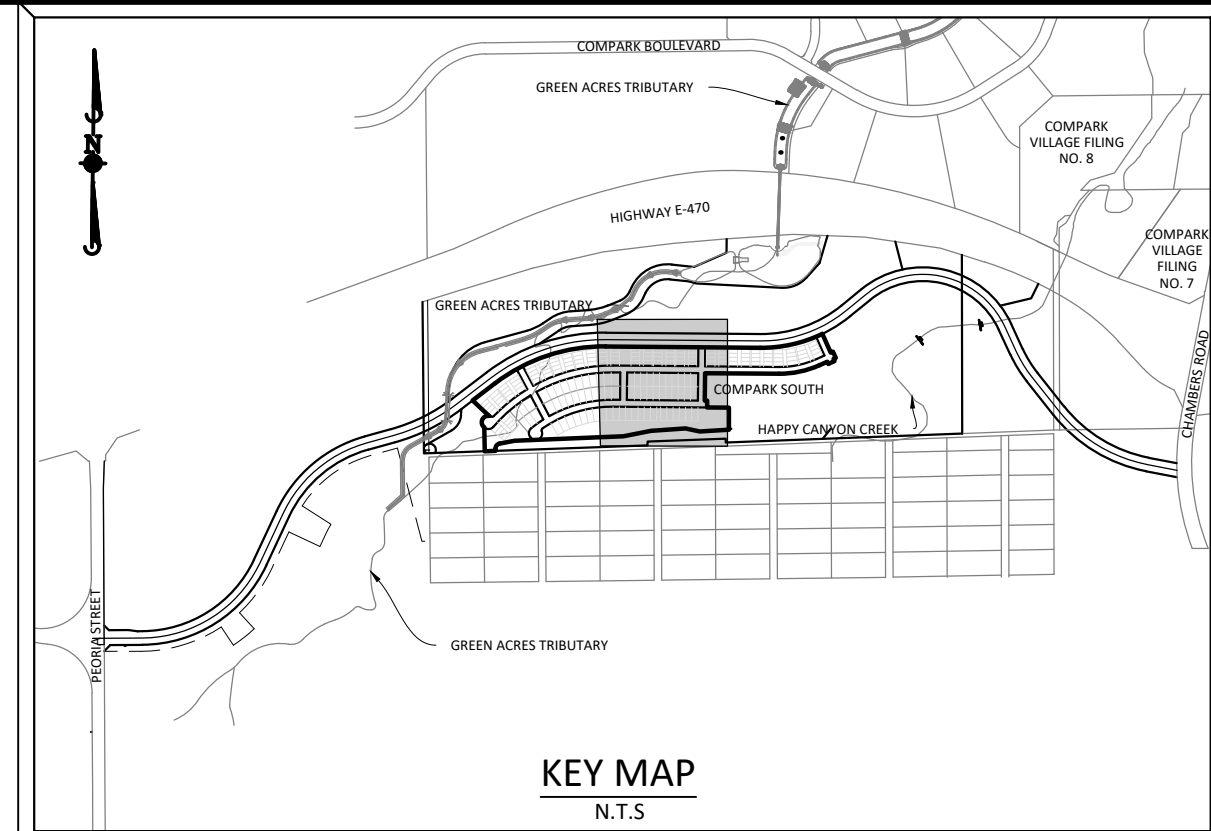 COMPARK BOULEVARD
GREEN ACRES TRIBUTARY
COMPARK
VILLAGE FILING
NO. 8
N
HIGHWAY E-470
COMPARK
VILLAGE
FILING
NO. 7
GREEN ACRES TRIBUTARY
CHAMBERS ROAD
COMPARK SOUTH
HAPPY CANYON CREEK
PEORIA STREET
GREEN ACRES TRIBUTARY
KEY MAP
N.T.S